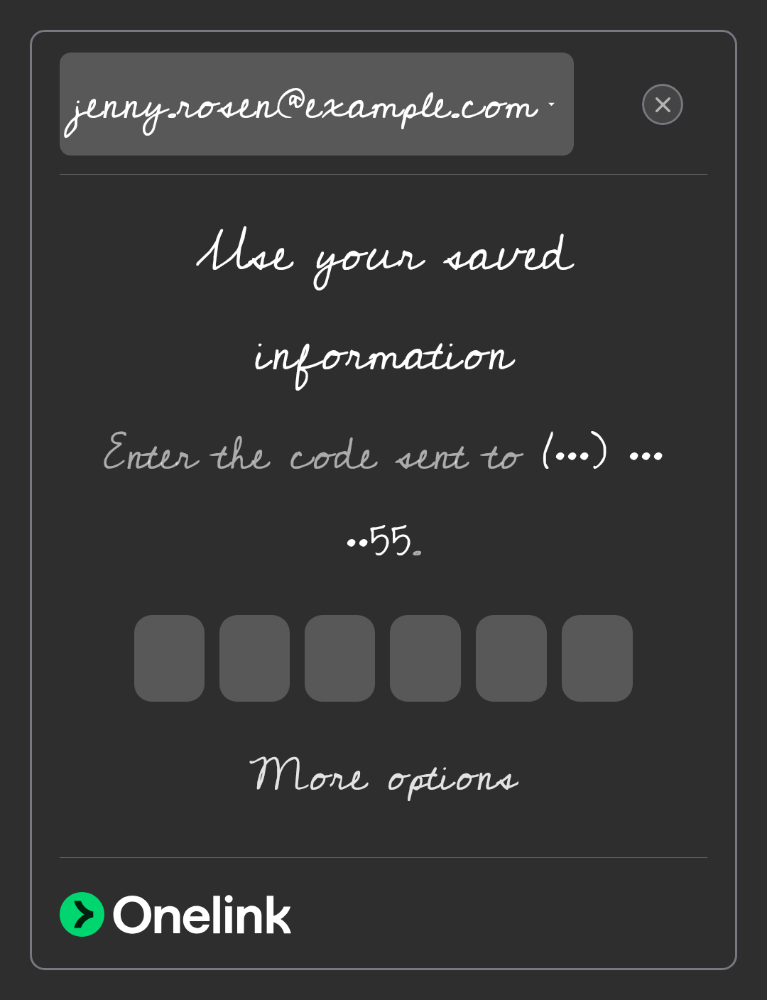 jenny.rosen@example.com
Use your saved
information
Enter the code sent to (•••) •••
••55.
More options
Onelink